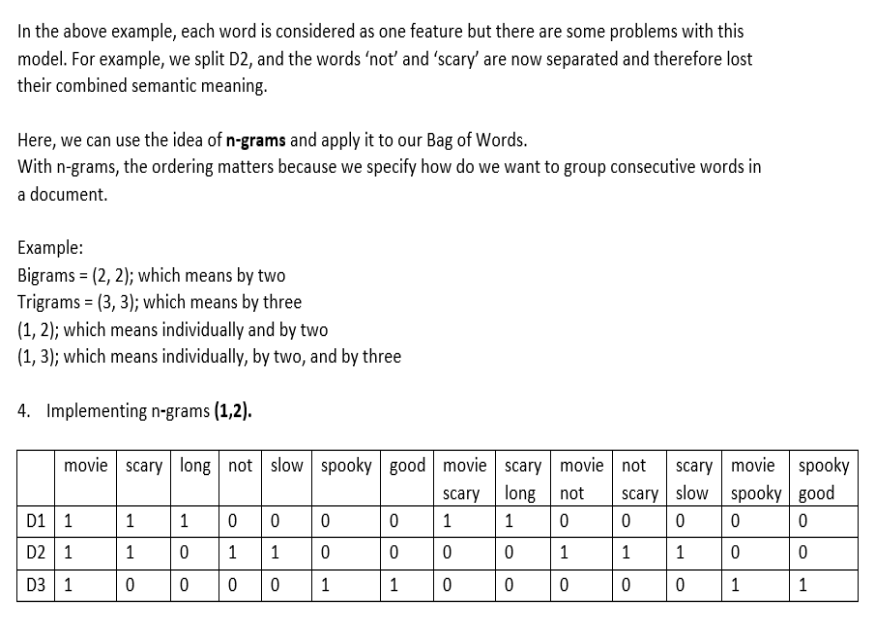 In the above example, each word is considered as one feature but there are some problems with this
model. For example, we split D2, and the words ‘not’ and ‘scary’ are now separated and therefore lost
their combined semantic meaning.
Here, we can use the idea of n-grams and apply it to our Bag of Words.
With n-grams, the ordering matters because we specify how do we want to group consecutive words in
a document.
Example:
Bigrams = (2, 2); which means by two
Trigrams = (3, 3); which means by three
(1, 2); which means individually and by two
(1, 3); which means individually, by two, and by three
4. Implementing n-grams (1,2).
movie scary long not slow spooky good movie scary movie not scary movie spooky
scary long not scary slow spooky good
D1 1 1 1 0 0 0 0 1 1 0 0 0 0 0
D2 1 1 0 1 1 0 0 0 0 1 1 1 0 0
D3 1 0 0 0 0 1 1 0 0 0 0 0 1 1